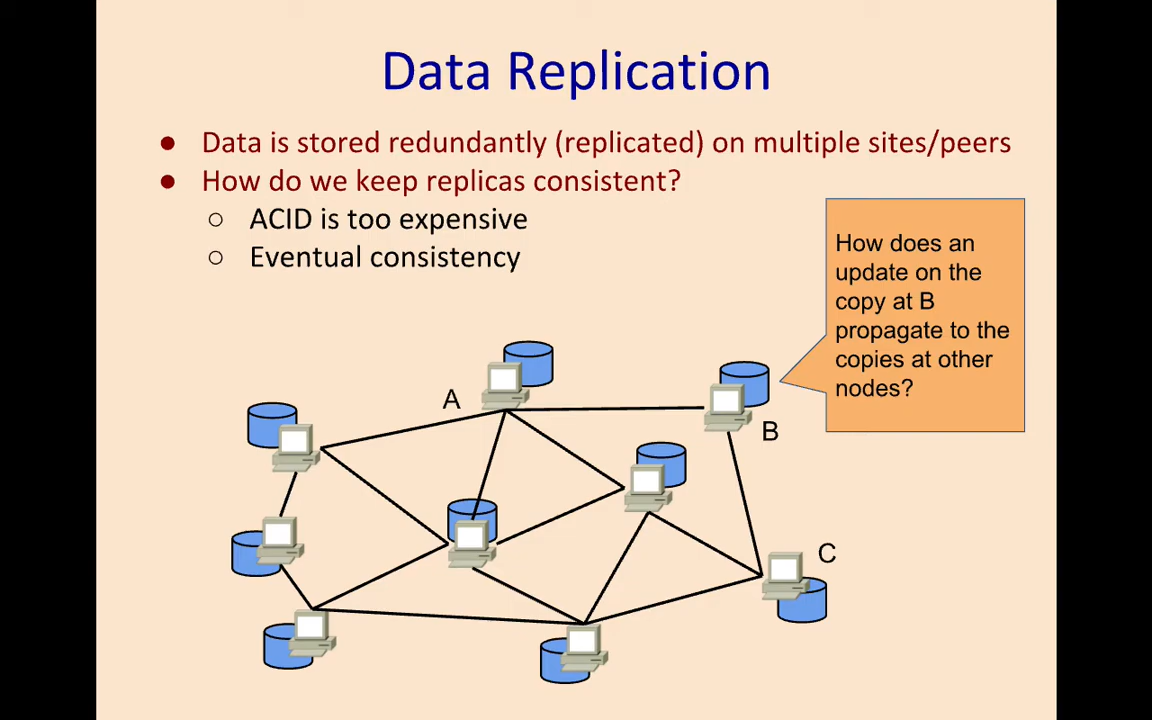 Data Replication
● Data is stored redundantly (replicated) on multiple sites/peers
● How do we keep replicas consistent?
○ ACID is too expensive
○ Eventual consistency
How does an
update on the
copy at B
propagate to the
copies at other
nodes?
A
B
C